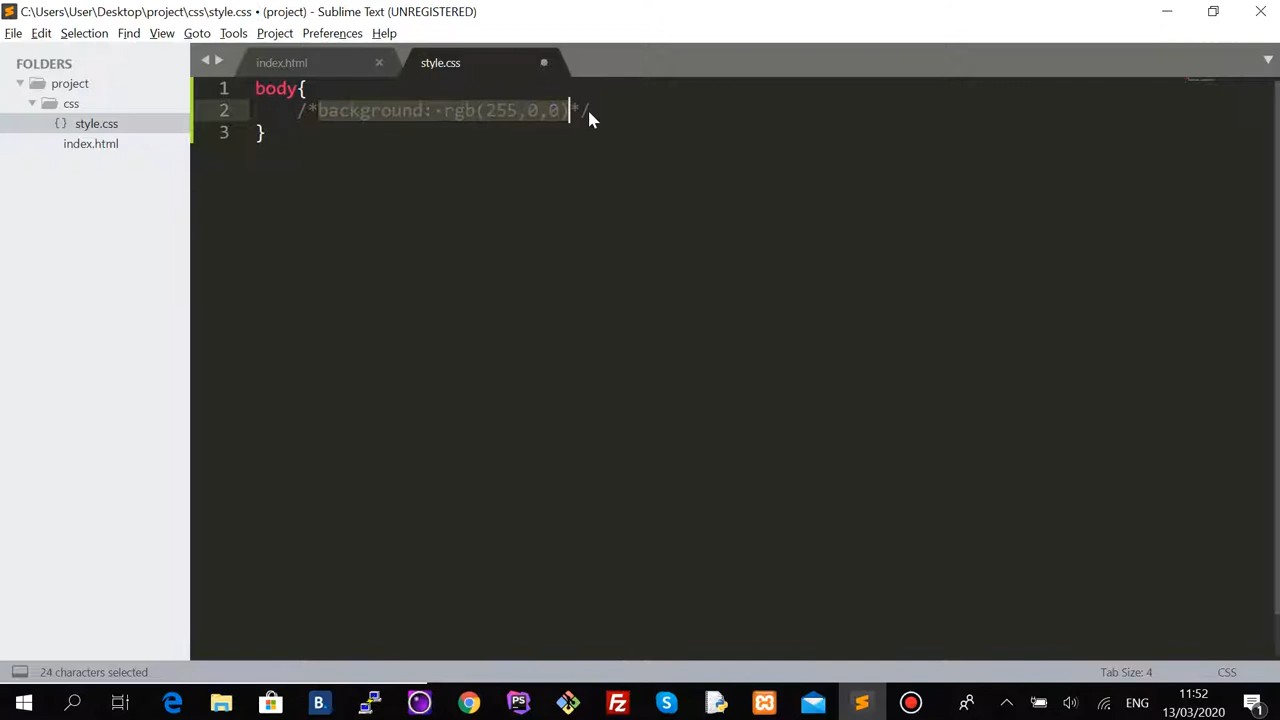 C:\Users\User\Desktop\project\css\style.css • (project) - Sublime Text (UNREGISTERED)
File Edit Selection Find View Goto Tools Project Preferences Help
FOLDERS
project
css
{} style.css
index.html
index.html
style.css
1 body{
2 /*background: rgb(255,0,0)*/
3 }
24 characters selected
Tab Size: 4
CSS
B.
PS
ENG
11:52
13/03/2020
1